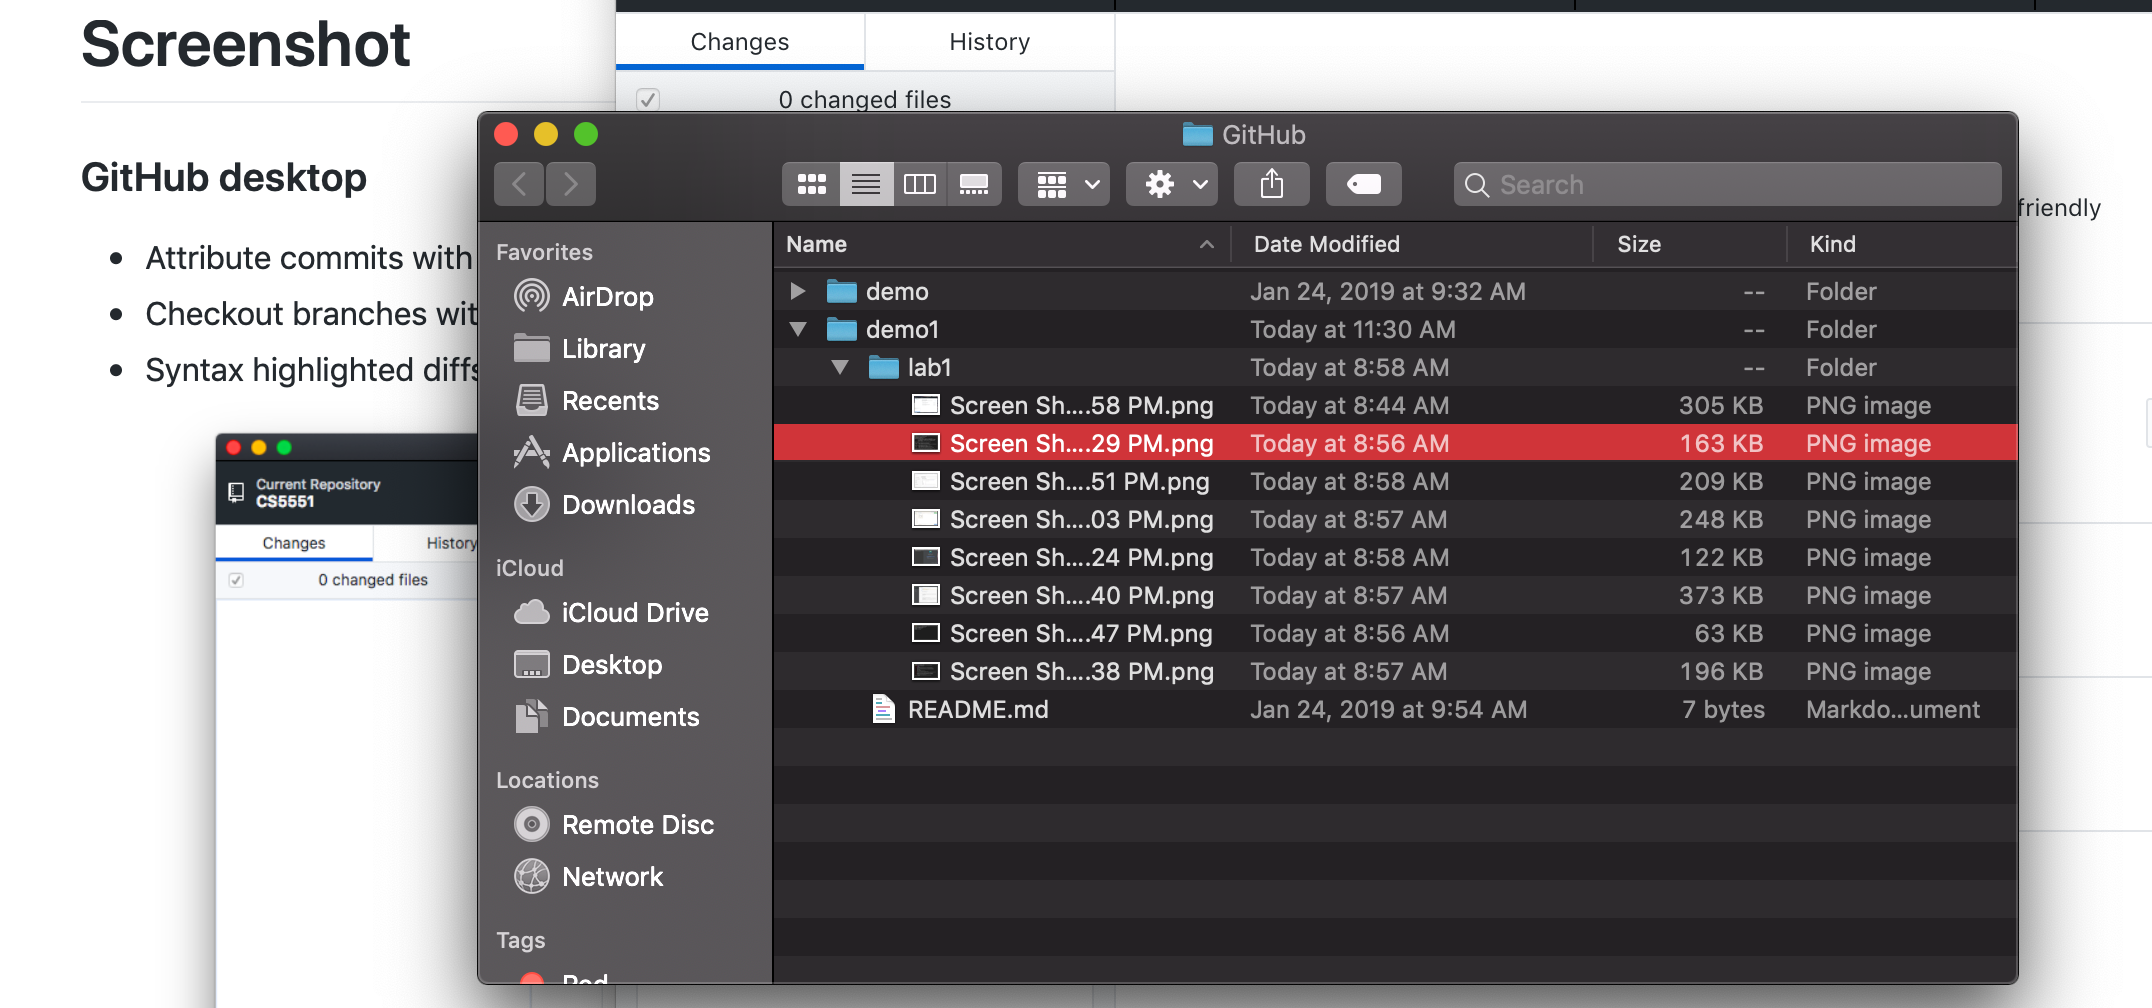 Screenshot
GitHub desktop
Attribute commits with
Checkout branches wit
Syntax highlighted diffs
Current Repository
CS5551
Changes History
0 changed files
Changes History
0 changed files
friendly
GitHub
Search
Favorites
AirDrop
Library
Recents
Applications
Downloads
iCloud
iCloud Drive
Desktop
Documents
Locations
Remote Disc
Network
Tags
Red
Name Date Modified Size Kind
demo Jan 24, 2019 at 9:32 AM -- Folder
demo1 Today at 11:30 AM -- Folder
lab1 Today at 8:58 AM -- Folder
Screen Sh....58 PM.png Today at 8:44 AM 305 KB PNG image
Screen Sh....29 PM.png Today at 8:56 AM 163 KB PNG image
Screen Sh....51 PM.png Today at 8:58 AM 209 KB PNG image
Screen Sh....03 PM.png Today at 8:57 AM 248 KB PNG image
Screen Sh....24 PM.png Today at 8:58 AM 122 KB PNG image
Screen Sh....40 PM.png Today at 8:57 AM 373 KB PNG image
Screen Sh....47 PM.png Today at 8:56 AM 63 KB PNG image
Screen Sh....38 PM.png Today at 8:57 AM 196 KB PNG image
README.md Jan 24, 2019 at 9:54 AM 7 bytes Markdo...ument